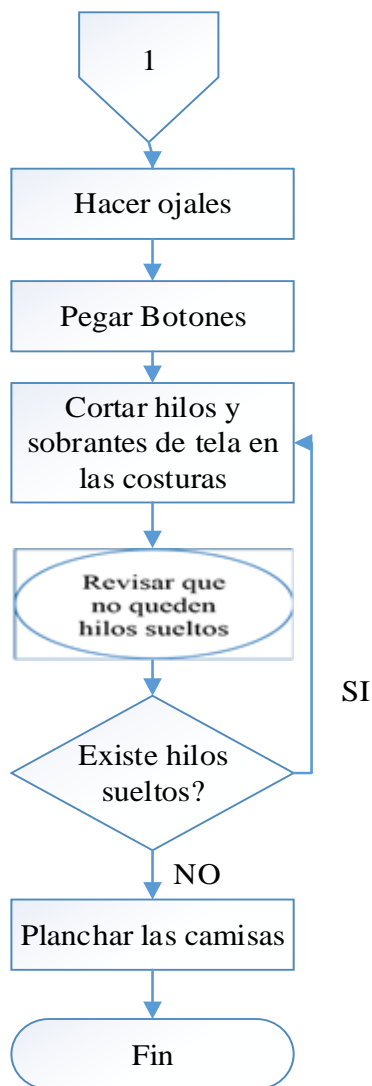 1
Hacer ojales
Pegar Botones
Cortar hilos y
sobrantes de tela en
las costuras
Revisar que
no queden
hilos sueltos
SI
Existe hilos
sueltos?
NO
Planchar las camisas
Fin